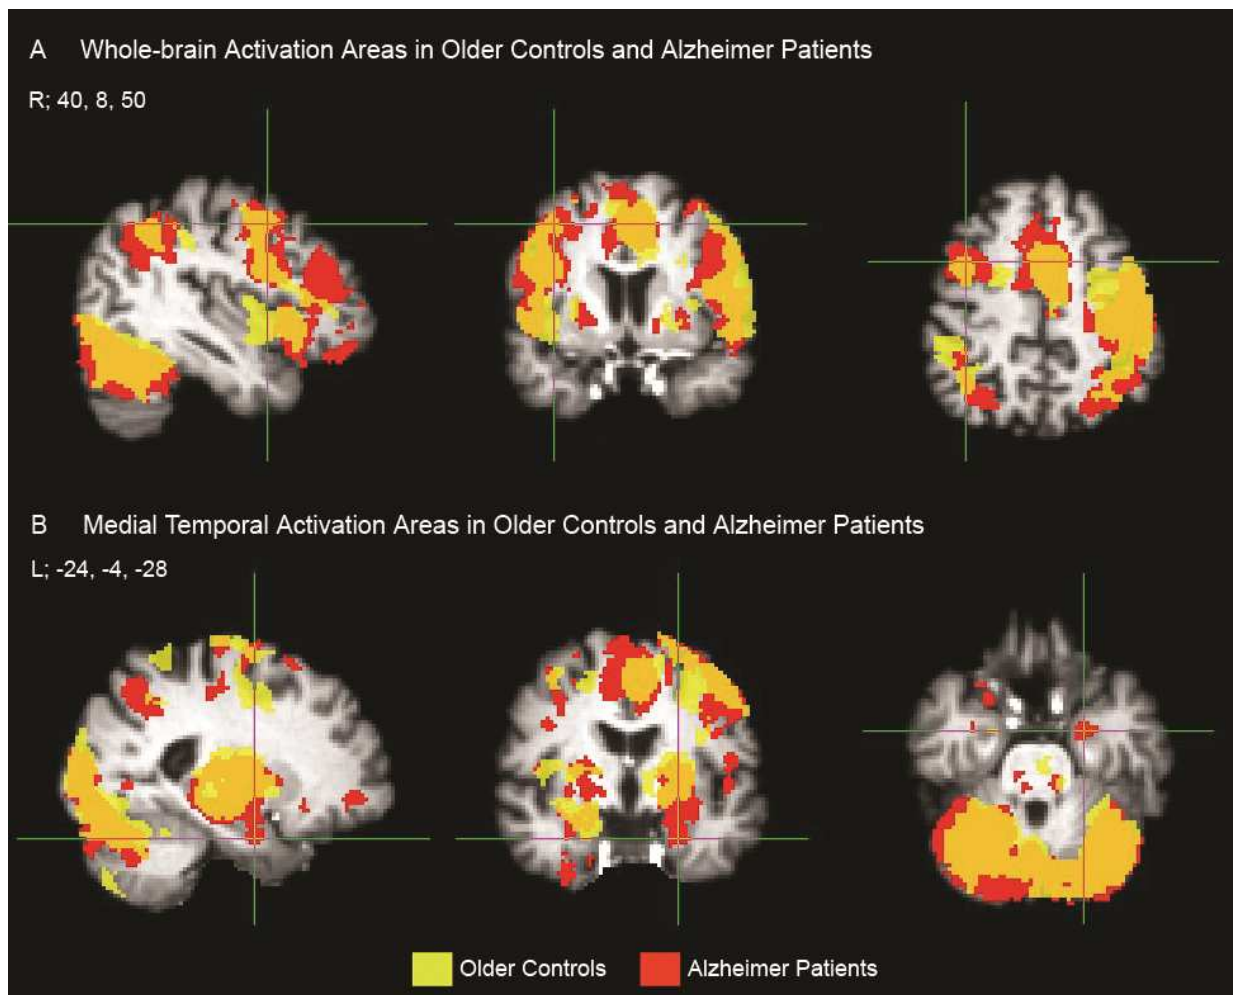 A Whole-brain Activation Areas in Older Controls and Alzheimer Patients
R; 40, 8, 50
B Medial Temporal Activation Areas in Older Controls and Alzheimer Patients
L; -24, -4, -28
Older Controls Alzheimer Patients